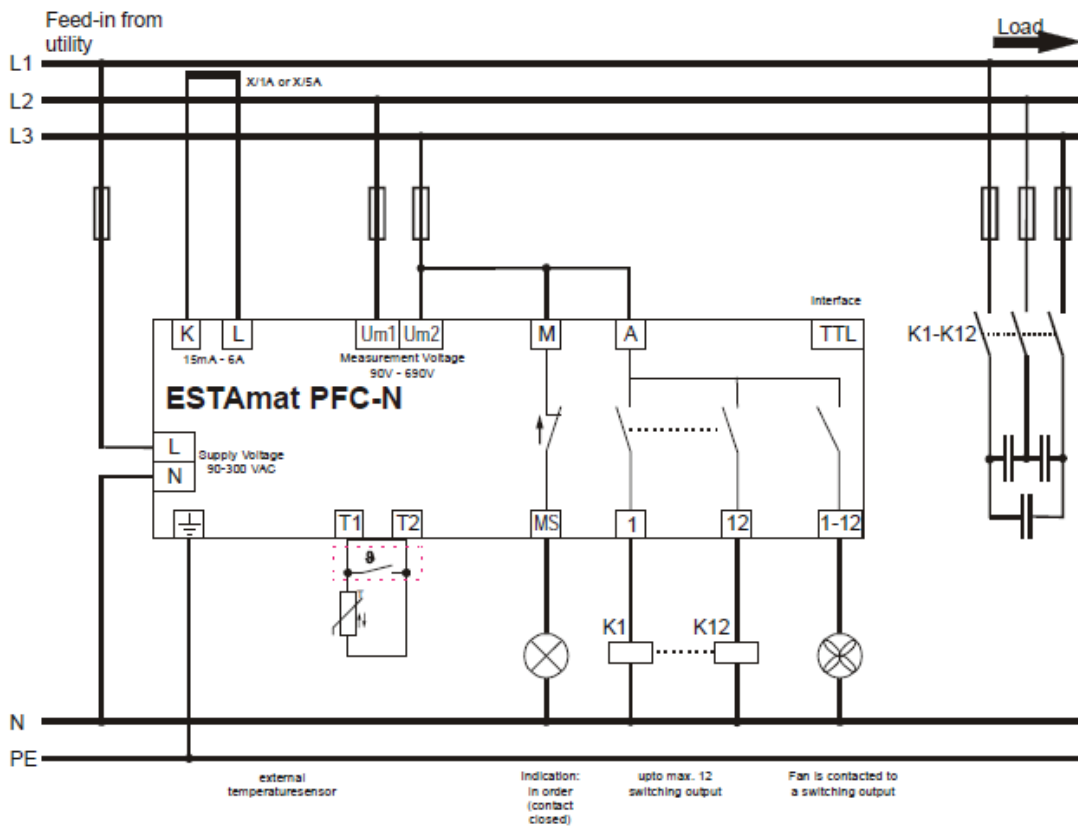 Feed-in from
utility
Load
L1
X/1A or X/5A
L2
L3
Interface
K
L
Um1
Um2
M
A
TTL
K1-K12
15mA - 6A
Measurement Voltage
90V - 690V
ESTAmat PFC-N
L
Supply Voltage
90-300 VAC
N
T1
T2
MS
1
12
1-12
K1
K12
N
PE
external
temperaturesensor
Indication:
in order
(contact
closed)
upto max. 12
switching output
Fan is contacted to
a switching output